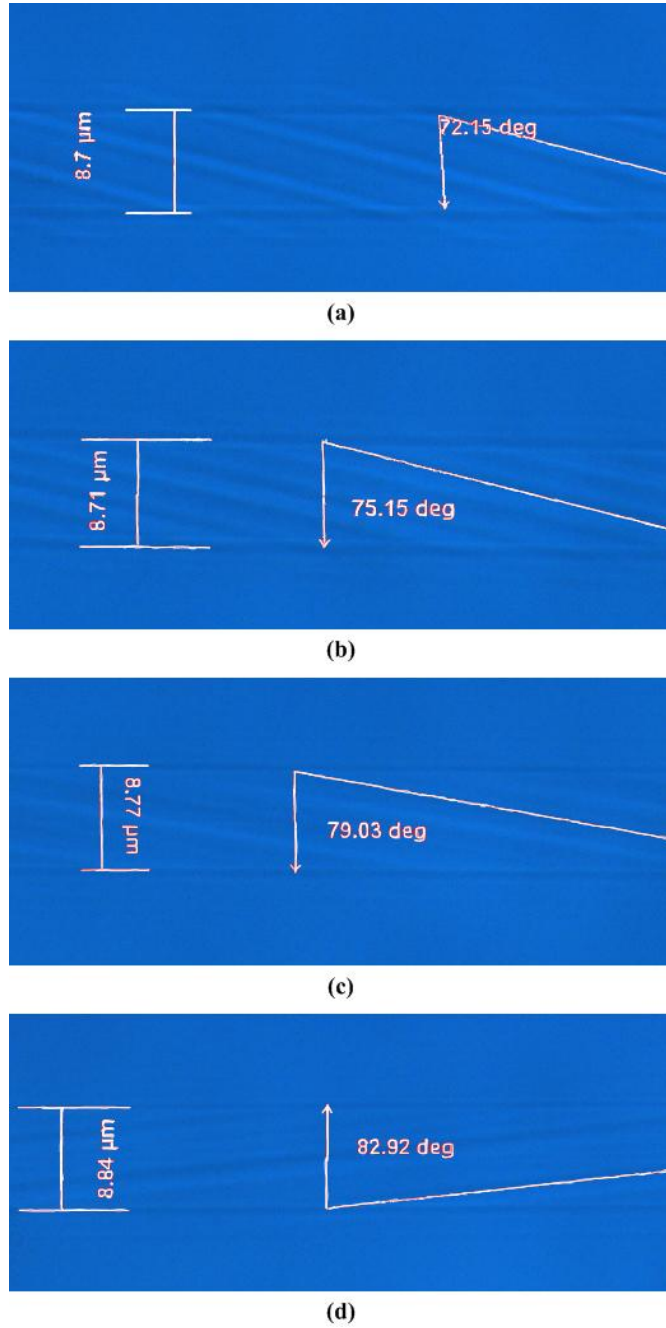 8.7 µm
72.15 deg
(a)
8.71 µm
75.15 deg
(b)
8.77 µm
79.03 deg
(c)
8.84 µm
82.92 deg
(d)